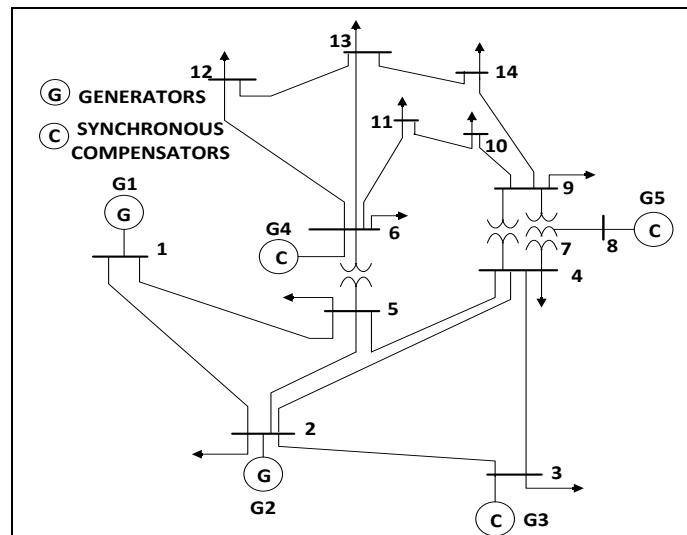 13
12
14
G GENERATORS
C SYNCHRONOUS
COMPENSATORS
11
10
G1
G
9
G5
G4
C
6
7
8
C
1
4
5
2
G
G2
3
C
G3